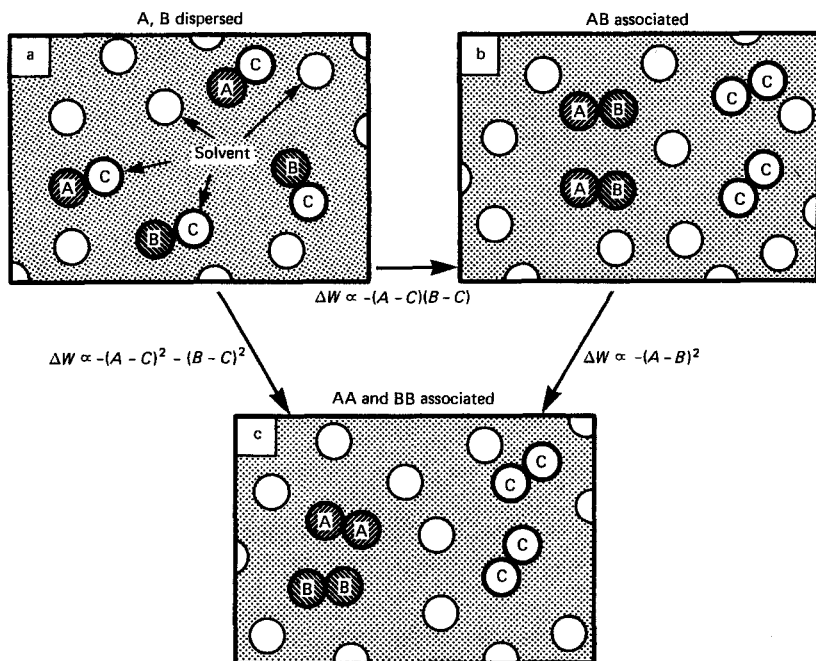 A, B dispersed
AB associated
a
C
A
Solvent
A
C
B
C
B
C
b
A B
C
C
A B
C
C
ΔW ∝ -(A - C)(B - C)
ΔW ∝ -(A - C)² - (B - C)²
ΔW ∝ -(A - B)²
AA and BB associated
c
C
C
A A
C
B B
C